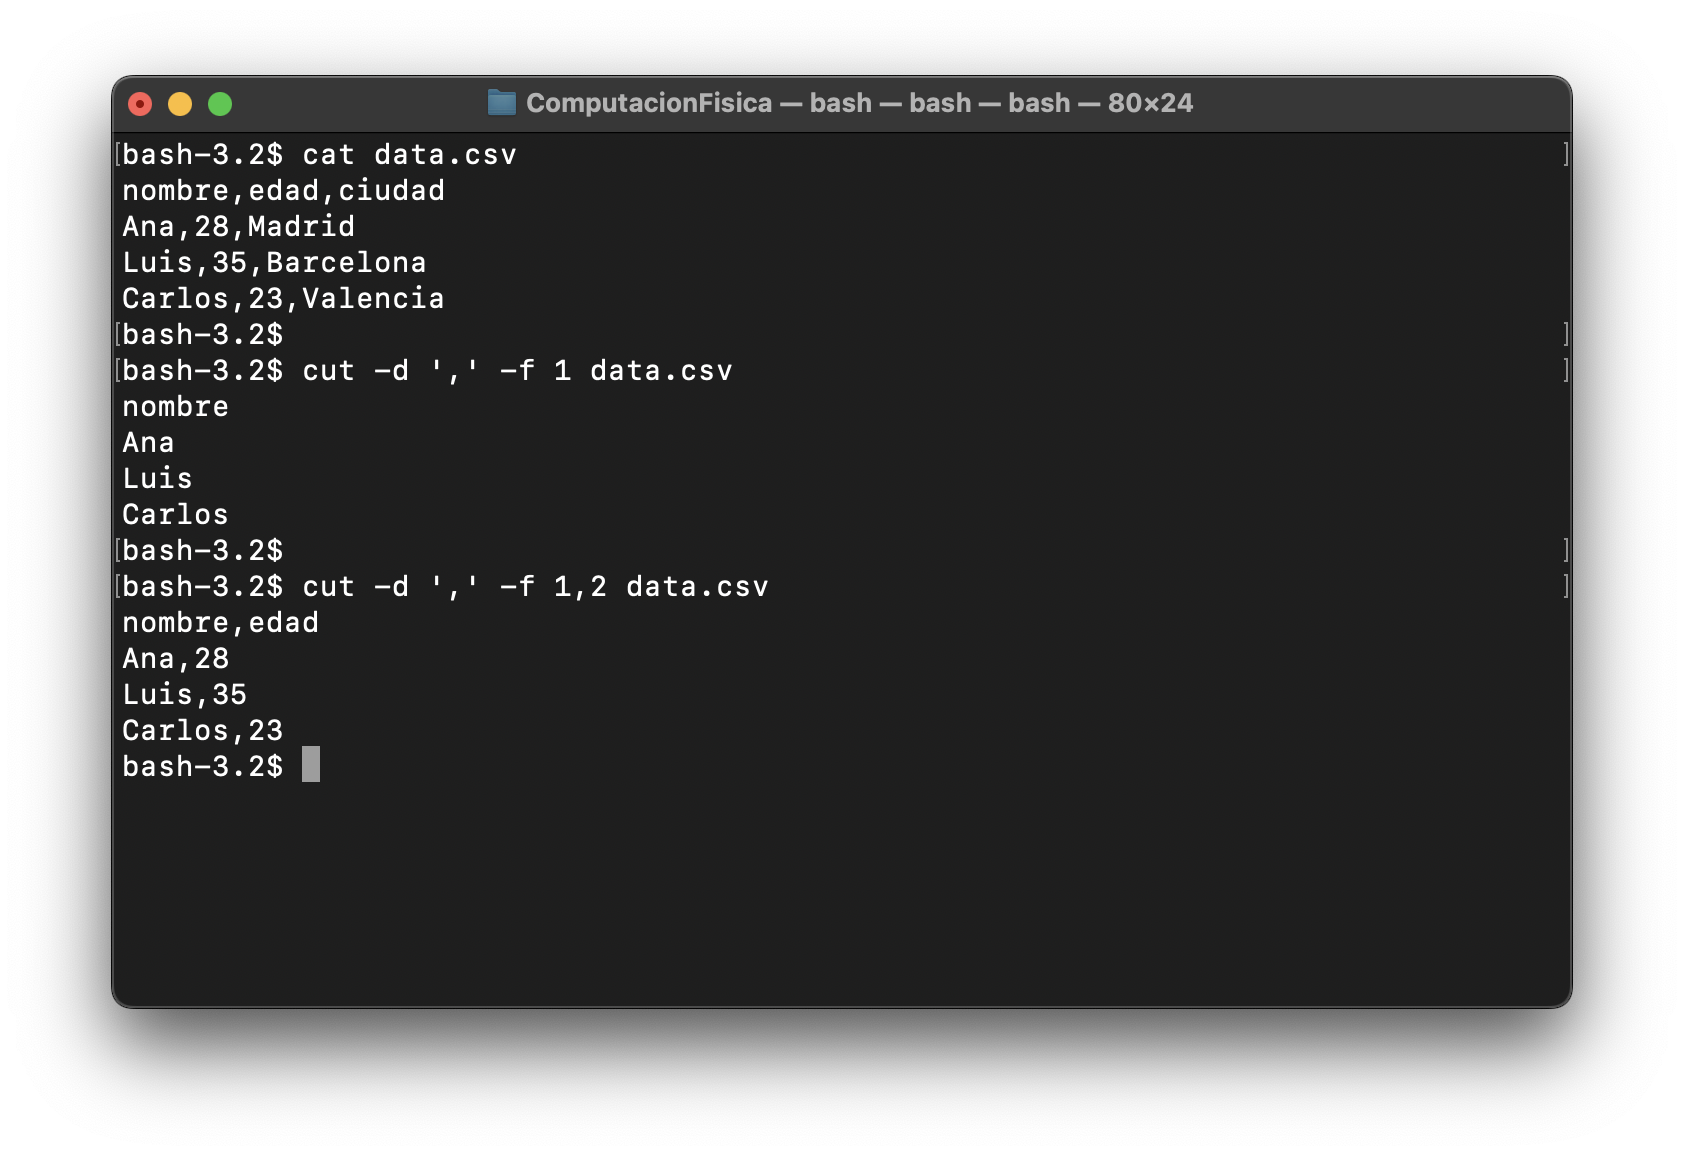 ComputacionFisica — bash — bash — bash — 80×24
[bash-3.2$ cat data.csv ]
nombre,edad,ciudad
Ana,28,Madrid
Luis,35,Barcelona
Carlos,23,Valencia
[bash-3.2$ ]
[bash-3.2$ cut -d ',' -f 1 data.csv ]
nombre
Ana
Luis
Carlos
[bash-3.2$ ]
[bash-3.2$ cut -d ',' -f 1,2 data.csv ]
nombre,edad
Ana,28
Luis,35
Carlos,23
bash-3.2$